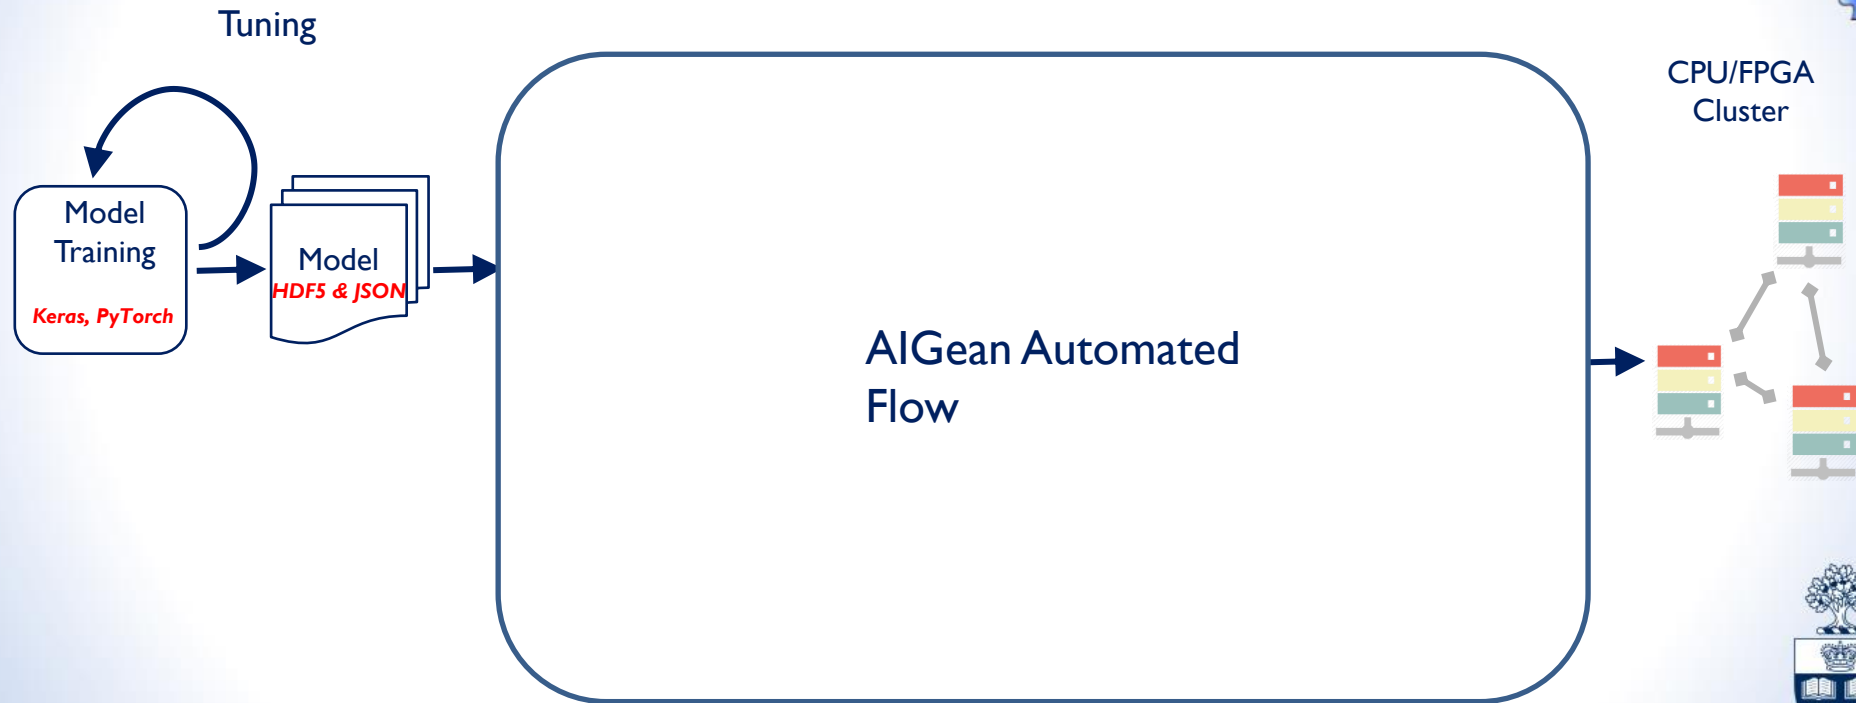 Tuning
CPU/FPGA
Cluster
Model
Training
Keras, PyTorch
Model
HDF5 & JSON
AIGean Automated
Flow